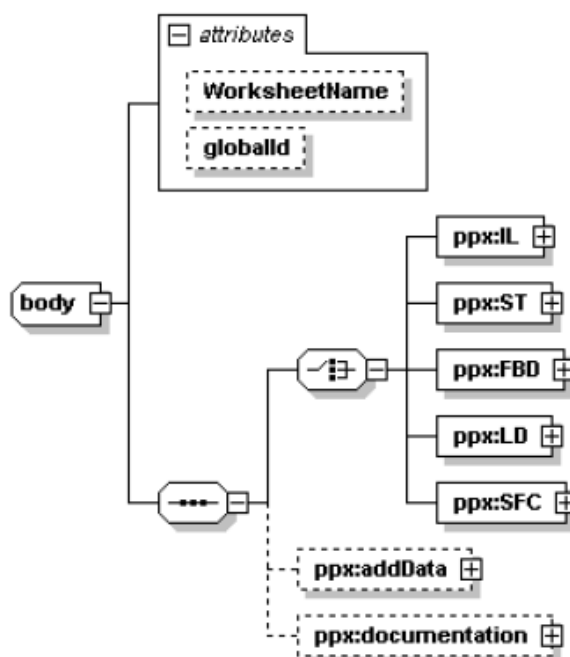 attributes
WorksheetName
globalId
ppx:IL
body
ppx:ST
ppx:FBD
ppx:LD
ppx:SFC
ppx:addData
ppx:documentation